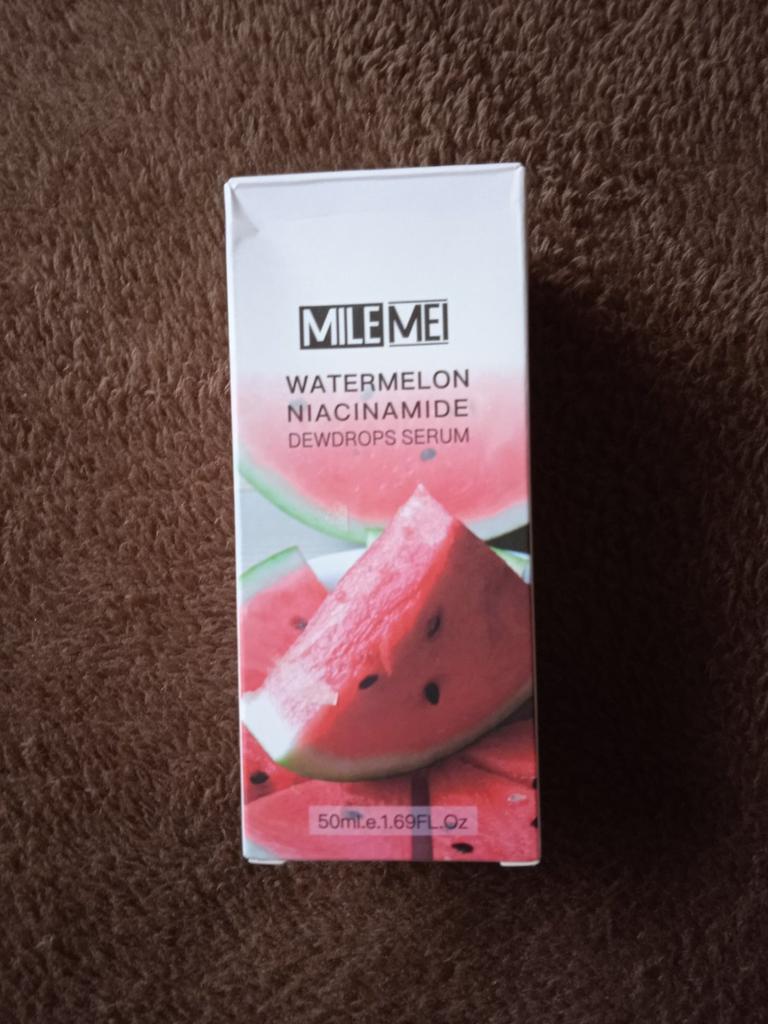 MILE MEI
WATERMELON
NIACINAMIDE
DEWDROPS SERUM
50ml.e.1.69FL.Oz